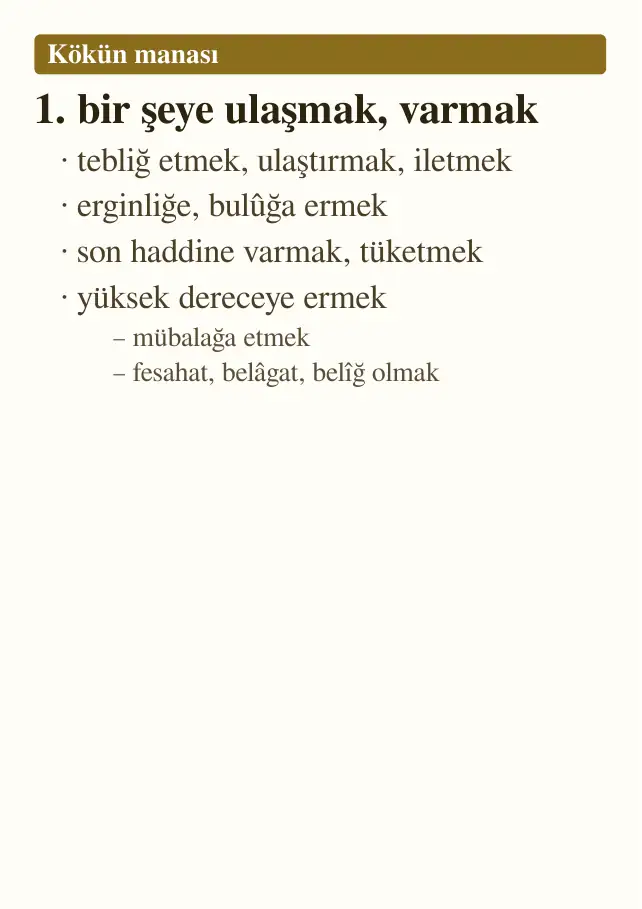 Kökün manası
1. bir şeye ulaşmak, varmak
· tebliğ etmek, ulaştırmak, iletmek
· erginliğe, bulûğa ermek
· son haddine varmak, tüketmek
· yüksek dereceye ermek
– mübalağa etmek
– fesahat, belâgat, belîğ olmak